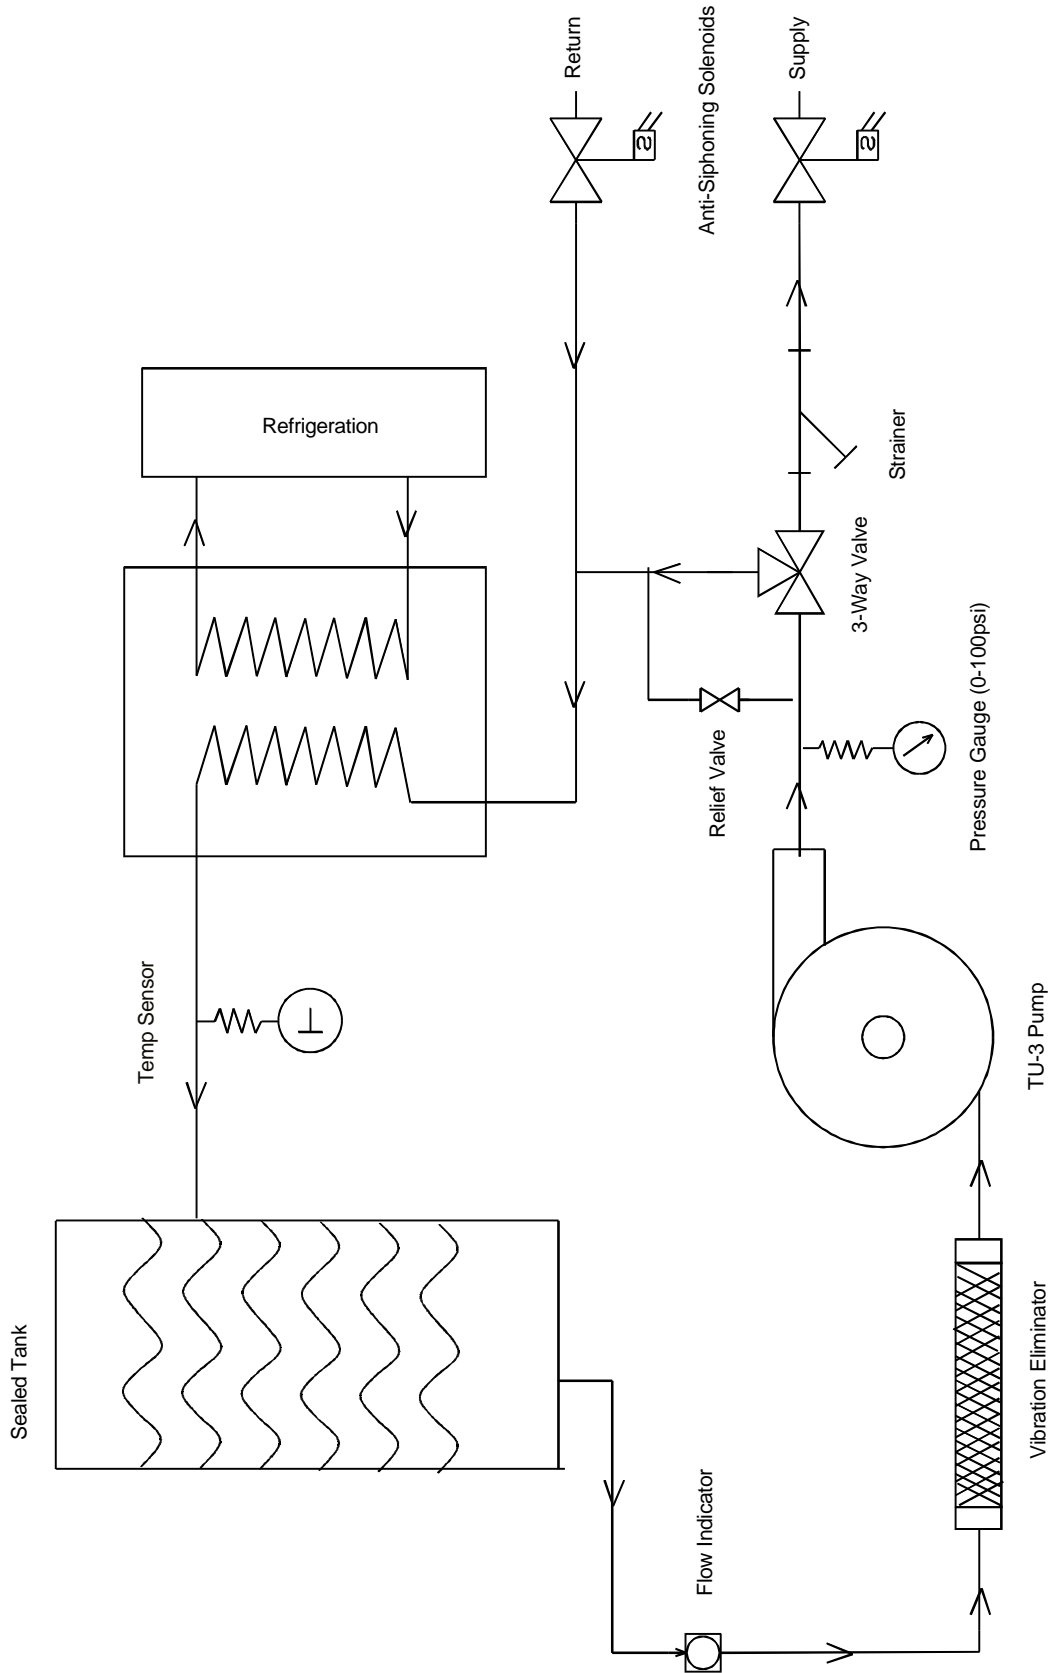 Return
Supply
Anti-Siphoning Solenoids
S
S
Refrigeration
Strainer
3-Way Valve
Pressure Gauge (0-100psi)
Relief Valve
Temp Sensor
T
TU-3 Pump
Sealed Tank
Vibration Eliminator
Flow Indicator